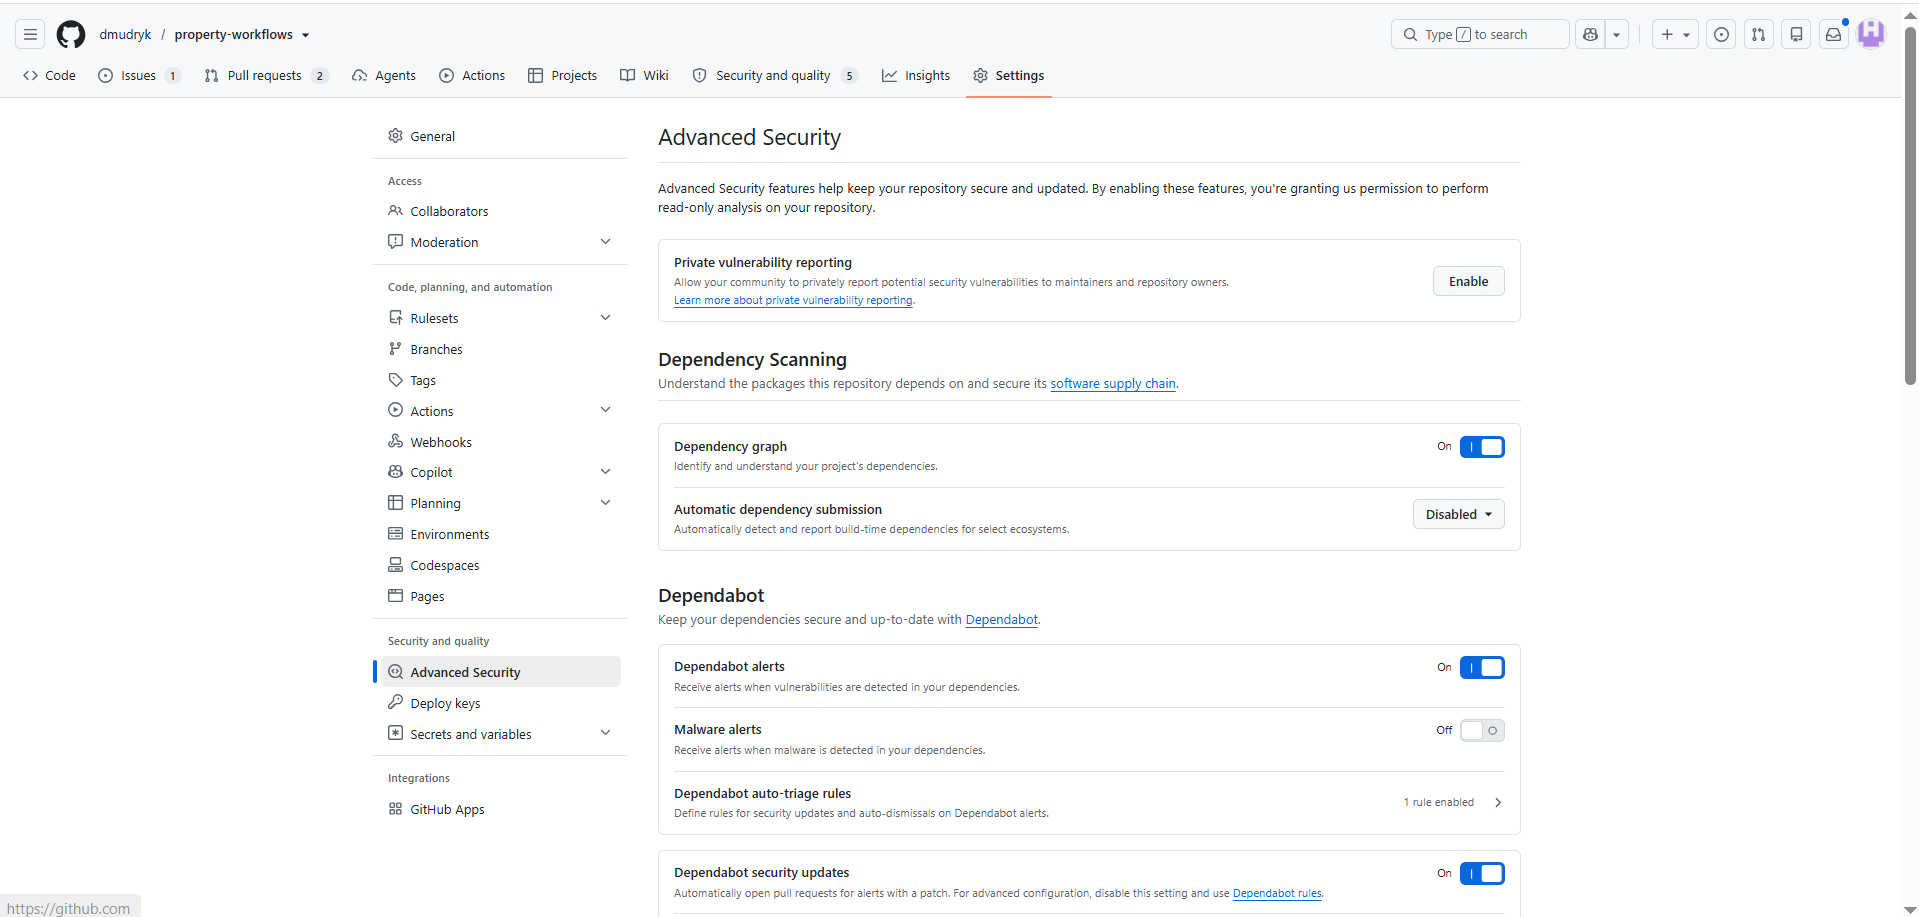 dmudryk / property-workflows
Type / to search
Code
Issues 1
Pull requests 2
Agents
Actions
Projects
Wiki
Security and quality 5
Insights
Settings
General
Access
Collaborators
Moderation
Code, planning, and automation
Rulesets
Branches
Tags
Actions
Webhooks
Copilot
Planning
Environments
Codespaces
Pages
Security and quality
Advanced Security
Deploy keys
Secrets and variables
Integrations
GitHub Apps
Advanced Security
Advanced Security features help keep your repository secure and updated. By enabling these features, you're granting us permission to perform
read-only analysis on your repository.
Private vulnerability reporting
Allow your community to privately report potential security vulnerabilities to maintainers and repository owners.
Learn more about private vulnerability reporting.
Enable
Dependency Scanning
Understand the packages this repository depends on and secure its software supply chain.
Dependency graph
On
Identify and understand your project's dependencies.
Automatic dependency submission
Disabled
Automatically detect and report build-time dependencies for select ecosystems.
Dependabot
Keep your dependencies secure and up-to-date with Dependabot.
Dependabot alerts
On
Receive alerts when vulnerabilities are detected in your dependencies.
Malware alerts
Off
Receive alerts when malware is detected in your dependencies.
Dependabot auto-triage rules
1 rule enabled
Define rules for security updates and auto-dismissals on Dependabot alerts.
Dependabot security updates
On
Automatically open pull requests for alerts with a patch. For advanced configuration, disable this setting and use Dependabot rules.
https://github.com